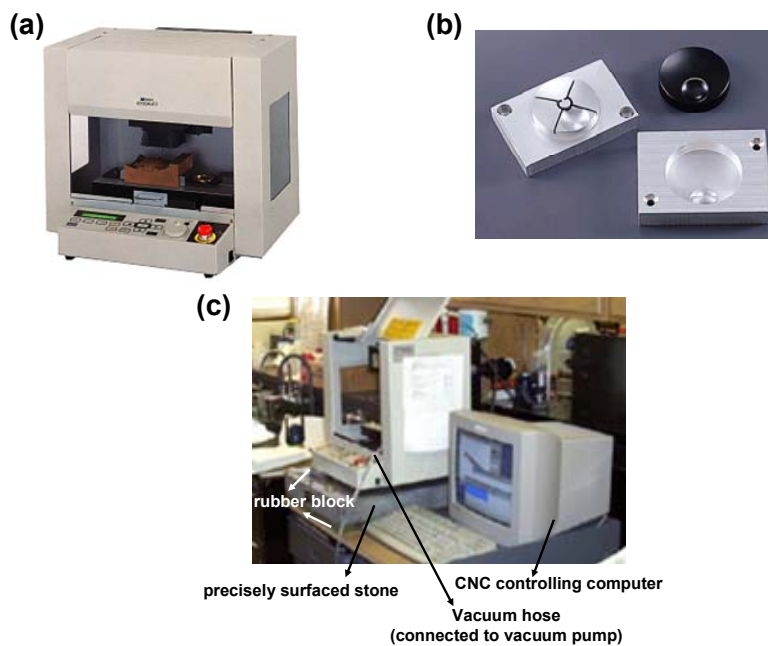 (a)
(b)
(c)
rubber block
precisely surfaced stone
CNC controlling computer
Vacuum hose
(connected to vacuum pump)